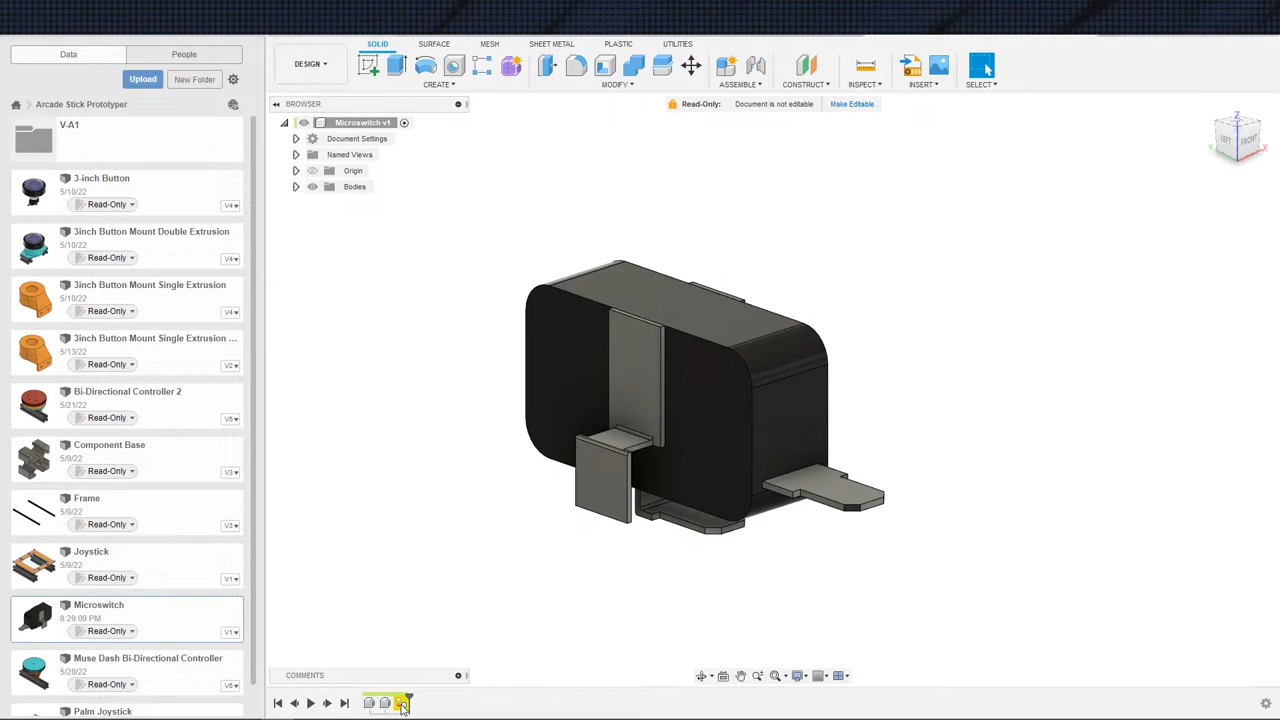 Data
People
Upload
New Folder
Arcade Stick Prototyper
V-A1
3-inch Button
5/10/22
Read-Only
V4
3inch Button Mount Double Extrusion
5/10/22
Read-Only
V4
3inch Button Mount Single Extrusion
5/10/22
Read-Only
V4
3inch Button Mount Single Extrusion ...
5/13/22
Read-Only
V2
Bi-Directional Controller 2
5/21/22
Read-Only
V5
Component Base
5/9/22
Read-Only
V3
Frame
5/9/22
Read-Only
V3
Joystick
5/9/22
Read-Only
V1
Microswitch
8:29:09 PM
Read-Only
V1
Muse Dash Bi-Directional Controller
5/20/22
Read-Only
V6
Palm Joystick
DESIGN
SOLID SURFACE MESH SHEET METAL PLASTIC UTILITIES
CREATE MODIFY ASSEMBLE CONSTRUCT INSPECT INSERT SELECT
BROWSER
Read-Only: Document is not editable Make Editable
Microswitch v1
Document Settings
Named Views
Origin
Bodies
Z
LEFT FRONT
Y X
COMMENTS